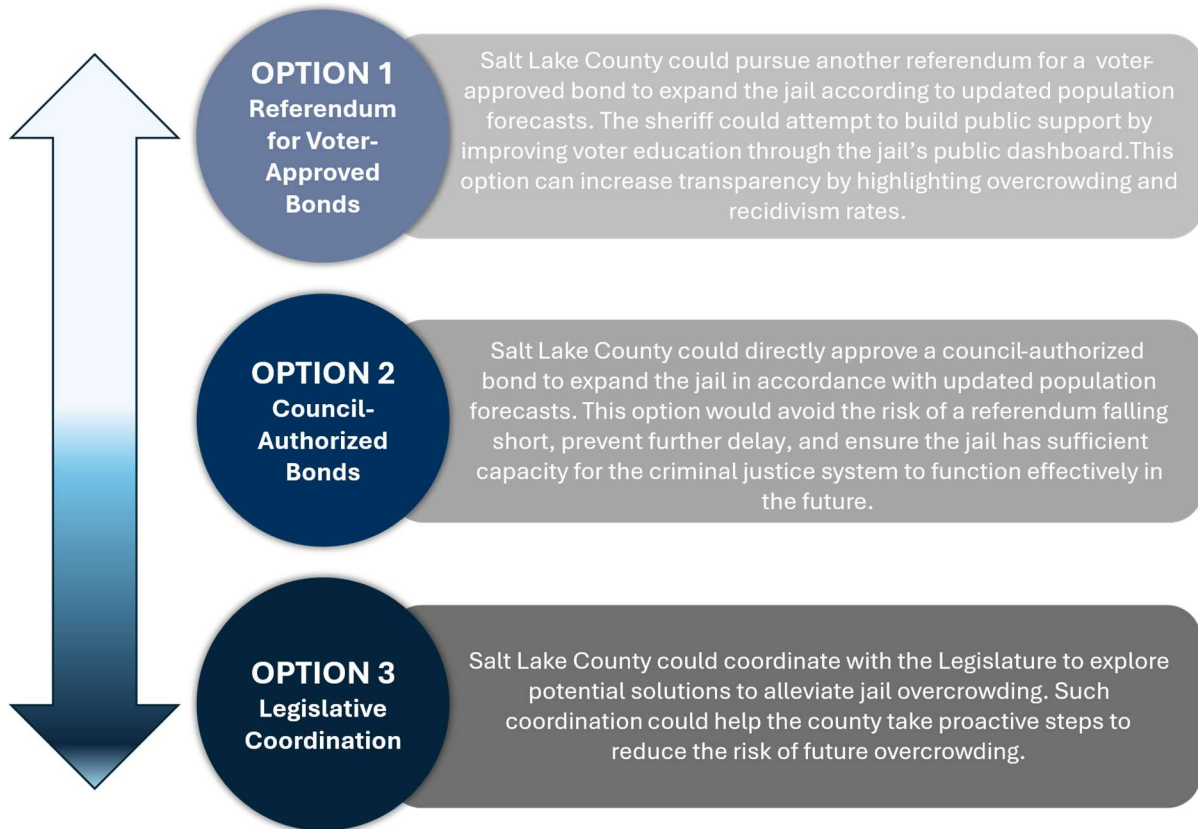 OPTION 1
Referendum
for Voter-
Approved
Bonds
Salt Lake County could pursue another referendum for a voter-
approved bond to expand the jail according to updated population
forecasts. The sheriff could attempt to build public support by
improving voter education through the jail’s public dashboard.This
option can increase transparency by highlighting overcrowding and
recidivism rates.
OPTION 2
Council-
Authorized
Bonds
Salt Lake County could directly approve a council-authorized
bond to expand the jail in accordance with updated population
forecasts. This option would avoid the risk of a referendum falling
short, prevent further delay, and ensure the jail has sufficient
capacity for the criminal justice system to function effectively in
the future.
OPTION 3
Legislative
Coordination
Salt Lake County could coordinate with the Legislature to explore
potential solutions to alleviate jail overcrowding. Such
coordination could help the county take proactive steps to
reduce the risk of future overcrowding.